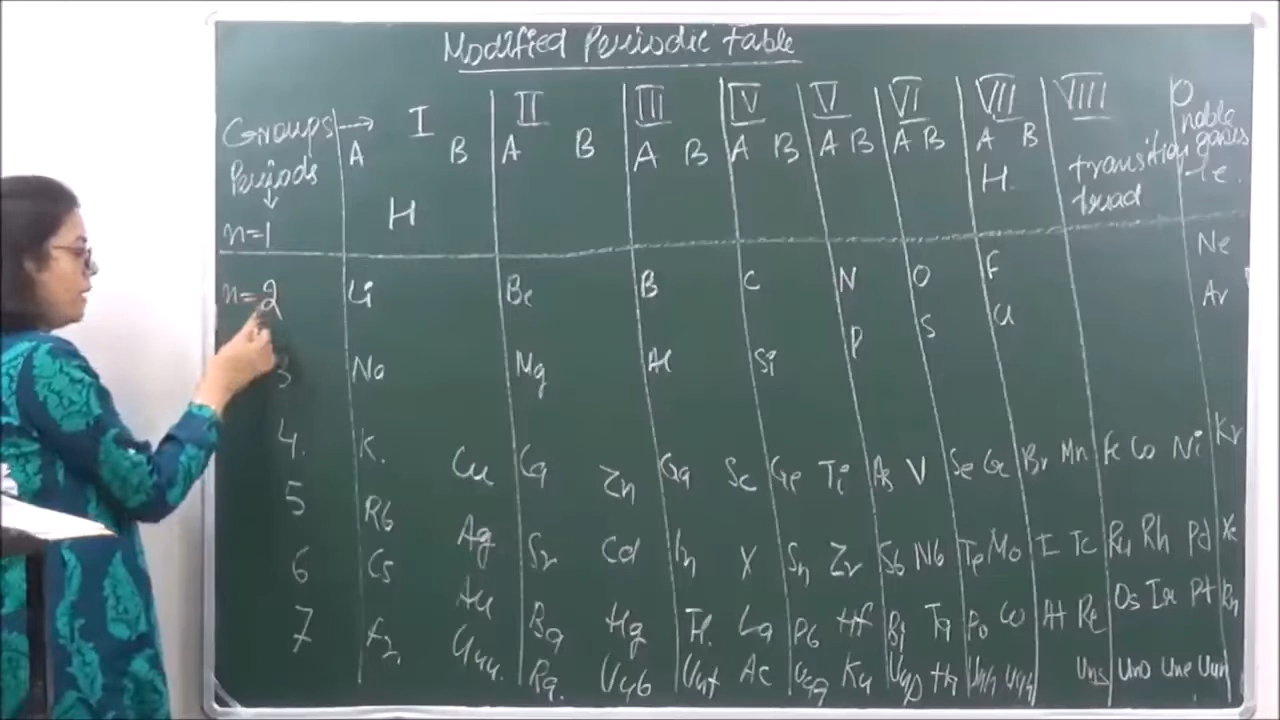 Modified Periodic table
Groups → I II III IV V VI VII VIII O
Periods ↓ A B A B A B A B A B A B A B transition triad noble gases
n=1 H H He
n=2 Li Be B C N O F Ne
3 Na Mg Al Si P S Cl Ar
4. K. Cu Ca Zn Ga Sc Ge Ti As V Se Cr Br Mn Fe Co Ni Kr
5 Rb Ag Sr Cd In Y Sn Zr Sb Nb Te Mo I Tc Ru Rh Pd Xe
6 Cs Au Ba Hg Tl La Pb Hf Bi Ta Po W At Re Os Ir Pt Rn
7 Fr Uuu Ra. Uub Uut Ac Uuq Ku Uup Ha Uuh Unh Uns Uno Une Uun